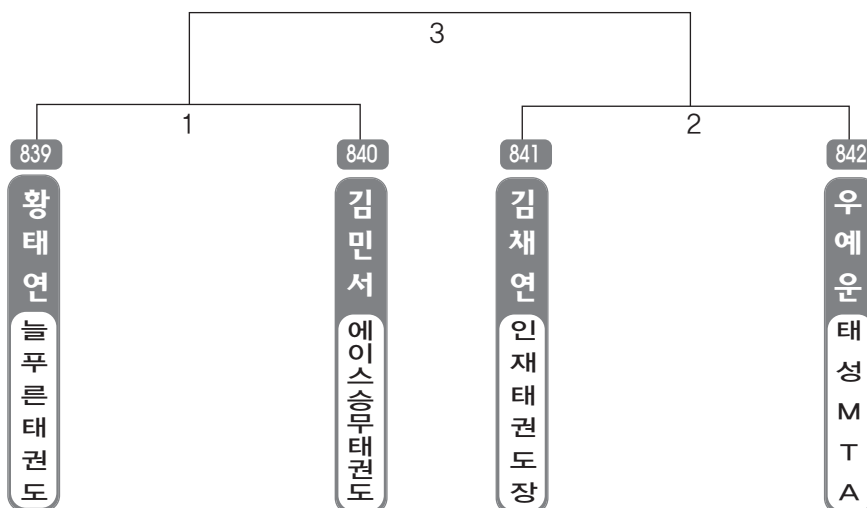 3
1
2
839
840
841
842
황태연
김민서
김채연
우예운
늘푸른태권도
에이스승무태권도
인재태권도장
태성MTA